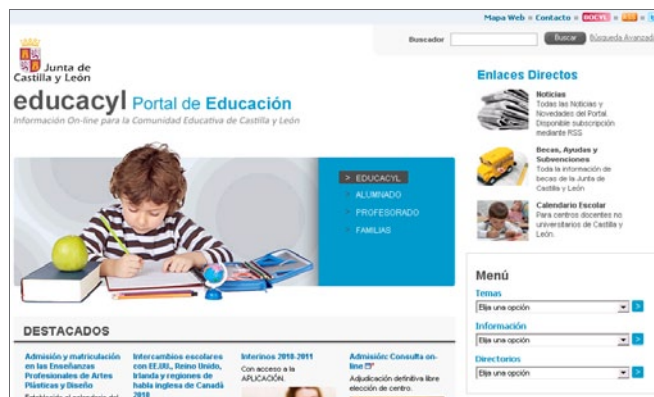 Mapa Web
Contacto
BOCYL
RSS
Buscador
Buscar
Búsqueda Avanzada
Junta de
Castilla y León
educacyl Portal de Educación
Información On-line para la Comunidad Educativa de Castilla y León
> EDUCACYL
> ALUMNADO
> PROFESORADO
> FAMILIAS
Enlaces Directos
Noticias
Todas las Noticias y
Novedades del Portal.
Disponible subscripción
mediante RSS
Becas, Ayudas y
Subvenciones
Toda la información de
becas de la Junta de
Castilla y León
Calendario Escolar
Para centros docentes no
universitarios de Castilla y
León.
Menú
Temas
Elija una opción
Información
Elija una opción
Directorios
Elija una opción
DESTACADOS
Admisión y matriculación
en las Enseñanzas
Profesionales de Artes
Plásticas y Diseño
Intercambios escolares
con EE.UU., Reino Unido,
Irlanda y regiones de
habla inglesa de Canadá
2010
Interinos 2010-2011
Con acceso a la
APLICACIÓN.
Admisión: Consulta on-
line
Adjudicación definitiva libre
elección de centro.